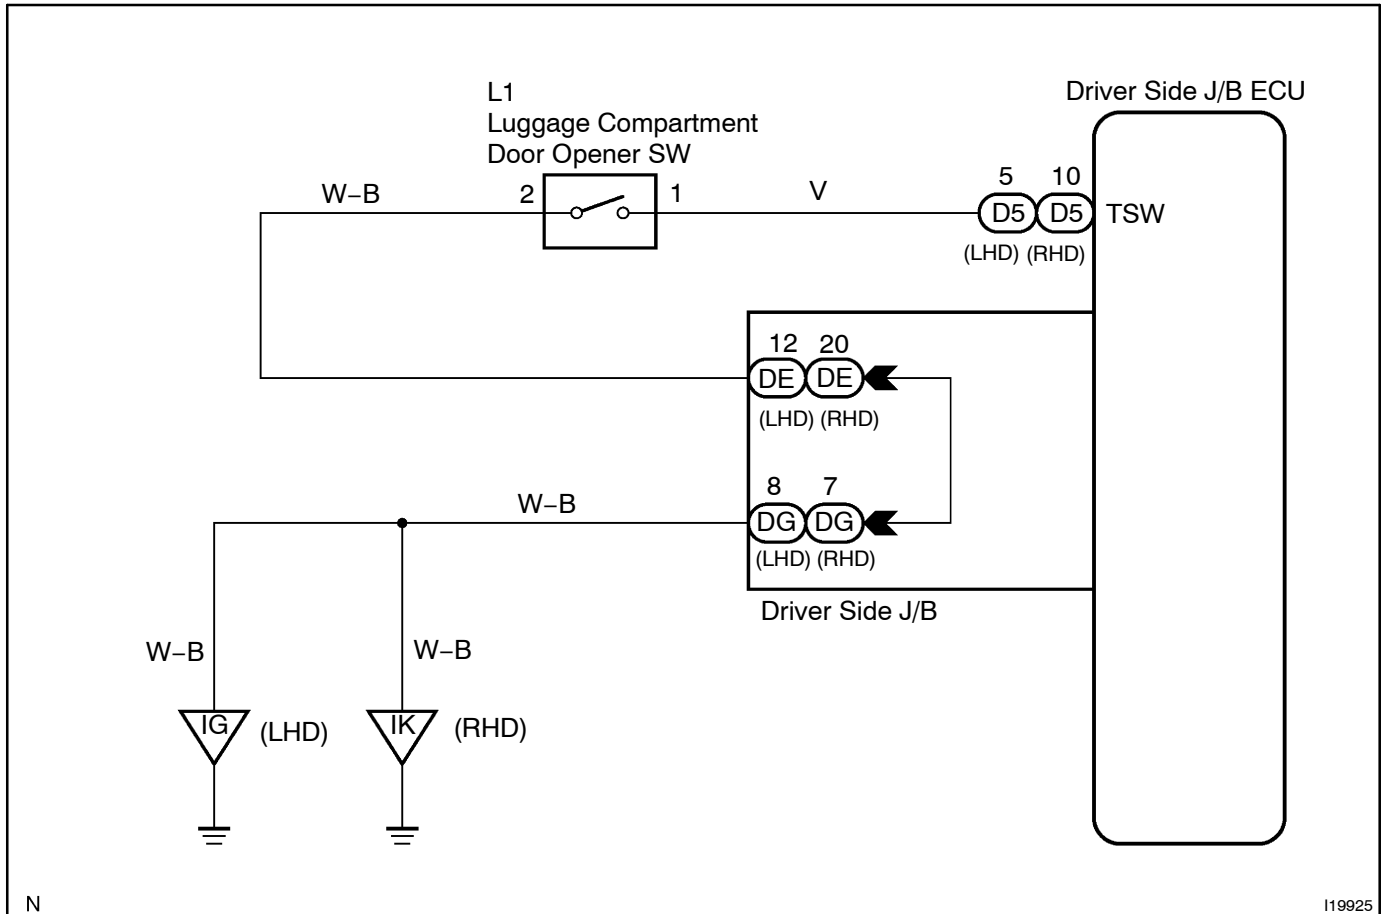 L1
Luggage Compartment
Door Opener SW
Driver Side J/B ECU
W–B
2
1
V
5 10
D5 D5
TSW
(LHD) (RHD)
12 20
DE DE
(LHD) (RHD)
8 7
W–B
DG DG
(LHD) (RHD)
Driver Side J/B
W–B
W–B
IG
(LHD)
IK
(RHD)
N
I19925